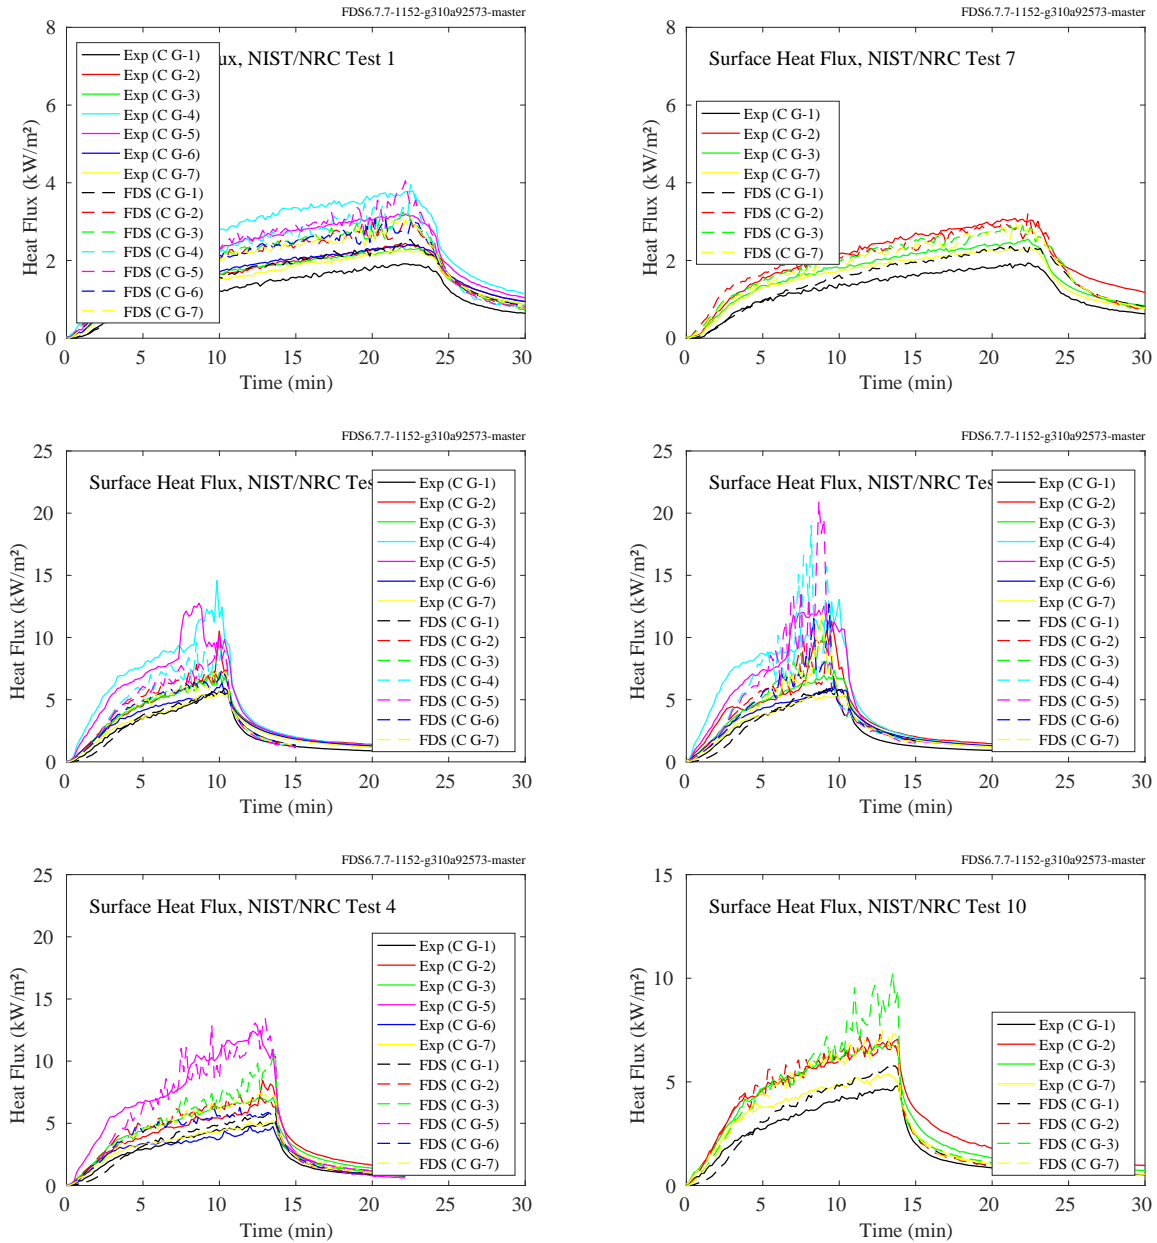 FDS6.7.7-1152-g310a92573-master
8
6
4
2
0
Heat Flux (kW/m²)
ux, NIST/NRC Test 1
Exp (C G-1)
Exp (C G-2)
Exp (C G-3)
Exp (C G-4)
Exp (C G-5)
Exp (C G-6)
Exp (C G-7)
FDS (C G-1)
FDS (C G-2)
FDS (C G-3)
FDS (C G-4)
FDS (C G-5)
FDS (C G-6)
FDS (C G-7)
0 5 10 15 20 25 30
Time (min)
FDS6.7.7-1152-g310a92573-master
8
6
4
2
0
Heat Flux (kW/m²)
Surface Heat Flux, NIST/NRC Test 7
Exp (C G-1)
Exp (C G-2)
Exp (C G-3)
Exp (C G-7)
FDS (C G-1)
FDS (C G-2)
FDS (C G-3)
FDS (C G-7)
0 5 10 15 20 25 30
Time (min)
FDS6.7.7-1152-g310a92573-master
25
20
15
10
5
0
Heat Flux (kW/m²)
Surface Heat Flux, NIST/NRC Tes
Exp (C G-1)
Exp (C G-2)
Exp (C G-3)
Exp (C G-4)
Exp (C G-5)
Exp (C G-6)
Exp (C G-7)
FDS (C G-1)
FDS (C G-2)
FDS (C G-3)
FDS (C G-4)
FDS (C G-5)
FDS (C G-6)
FDS (C G-7)
0 5 10 15 20 25 30
Time (min)
FDS6.7.7-1152-g310a92573-master
25
20
15
10
5
0
Heat Flux (kW/m²)
Surface Heat Flux, NIST/NRC Tes
Exp (C G-1)
Exp (C G-2)
Exp (C G-3)
Exp (C G-4)
Exp (C G-5)
Exp (C G-6)
Exp (C G-7)
FDS (C G-1)
FDS (C G-2)
FDS (C G-3)
FDS (C G-4)
FDS (C G-5)
FDS (C G-6)
FDS (C G-7)
0 5 10 15 20 25 30
Time (min)
FDS6.7.7-1152-g310a92573-master
25
20
15
10
5
0
Heat Flux (kW/m²)
Surface Heat Flux, NIST/NRC Test 4
Exp (C G-1)
Exp (C G-2)
Exp (C G-3)
Exp (C G-5)
Exp (C G-6)
Exp (C G-7)
FDS (C G-1)
FDS (C G-2)
FDS (C G-3)
FDS (C G-5)
FDS (C G-6)
FDS (C G-7)
0 5 10 15 20 25 30
Time (min)
FDS6.7.7-1152-g310a92573-master
15
10
5
0
Heat Flux (kW/m²)
Surface Heat Flux, NIST/NRC Test 10
Exp (C G-1)
Exp (C G-2)
Exp (C G-3)
Exp (C G-7)
FDS (C G-1)
FDS (C G-2)
FDS (C G-3)
FDS (C G-7)
0 5 10 15 20 25 30
Time (min)